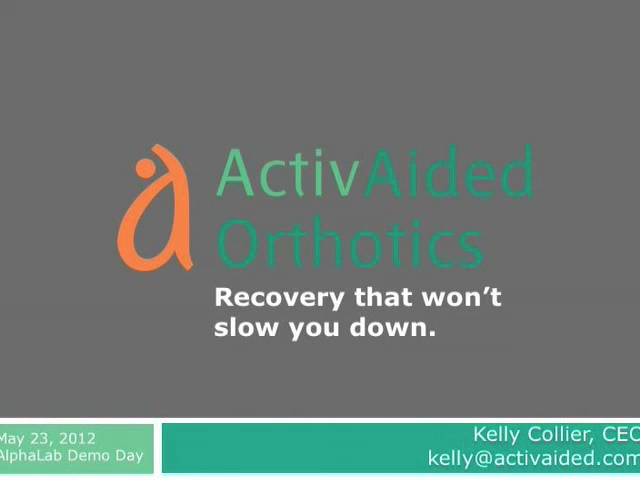 ActivAided
Orthotics
Recovery that won’t
slow you down.
May 23, 2012
AlphaLab Demo Day
Kelly Collier, CEO
kelly@activaided.com